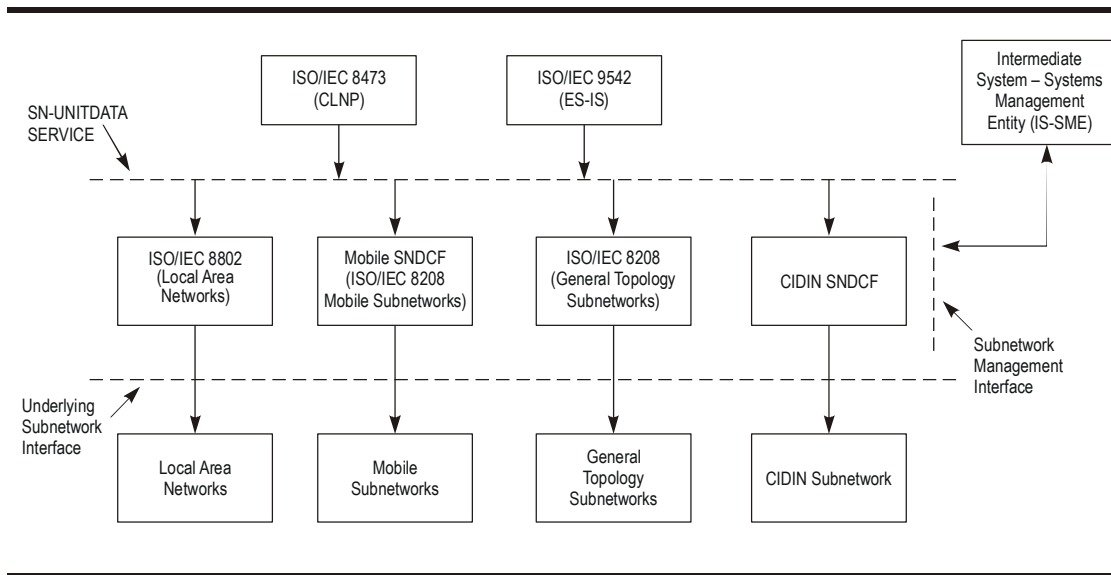 ISO/IEC 8473
(CLNP)
ISO/IEC 9542
(ES-IS)
Intermediate
System – Systems
Management
Entity (IS-SME)
SN-UNITDATA
SERVICE
ISO/IEC 8802
(Local Area
Networks)
Mobile SNDCF
(ISO/IEC 8208
Mobile Subnetworks)
ISO/IEC 8208
(General Topology
Subnetworks)
CIDIN SNDCF
Subnetwork
Management
Interface
Underlying
Subnetwork
Interface
Local Area
Networks
Mobile
Subnetworks
General
Topology
Subnetworks
CIDIN Subnetwork